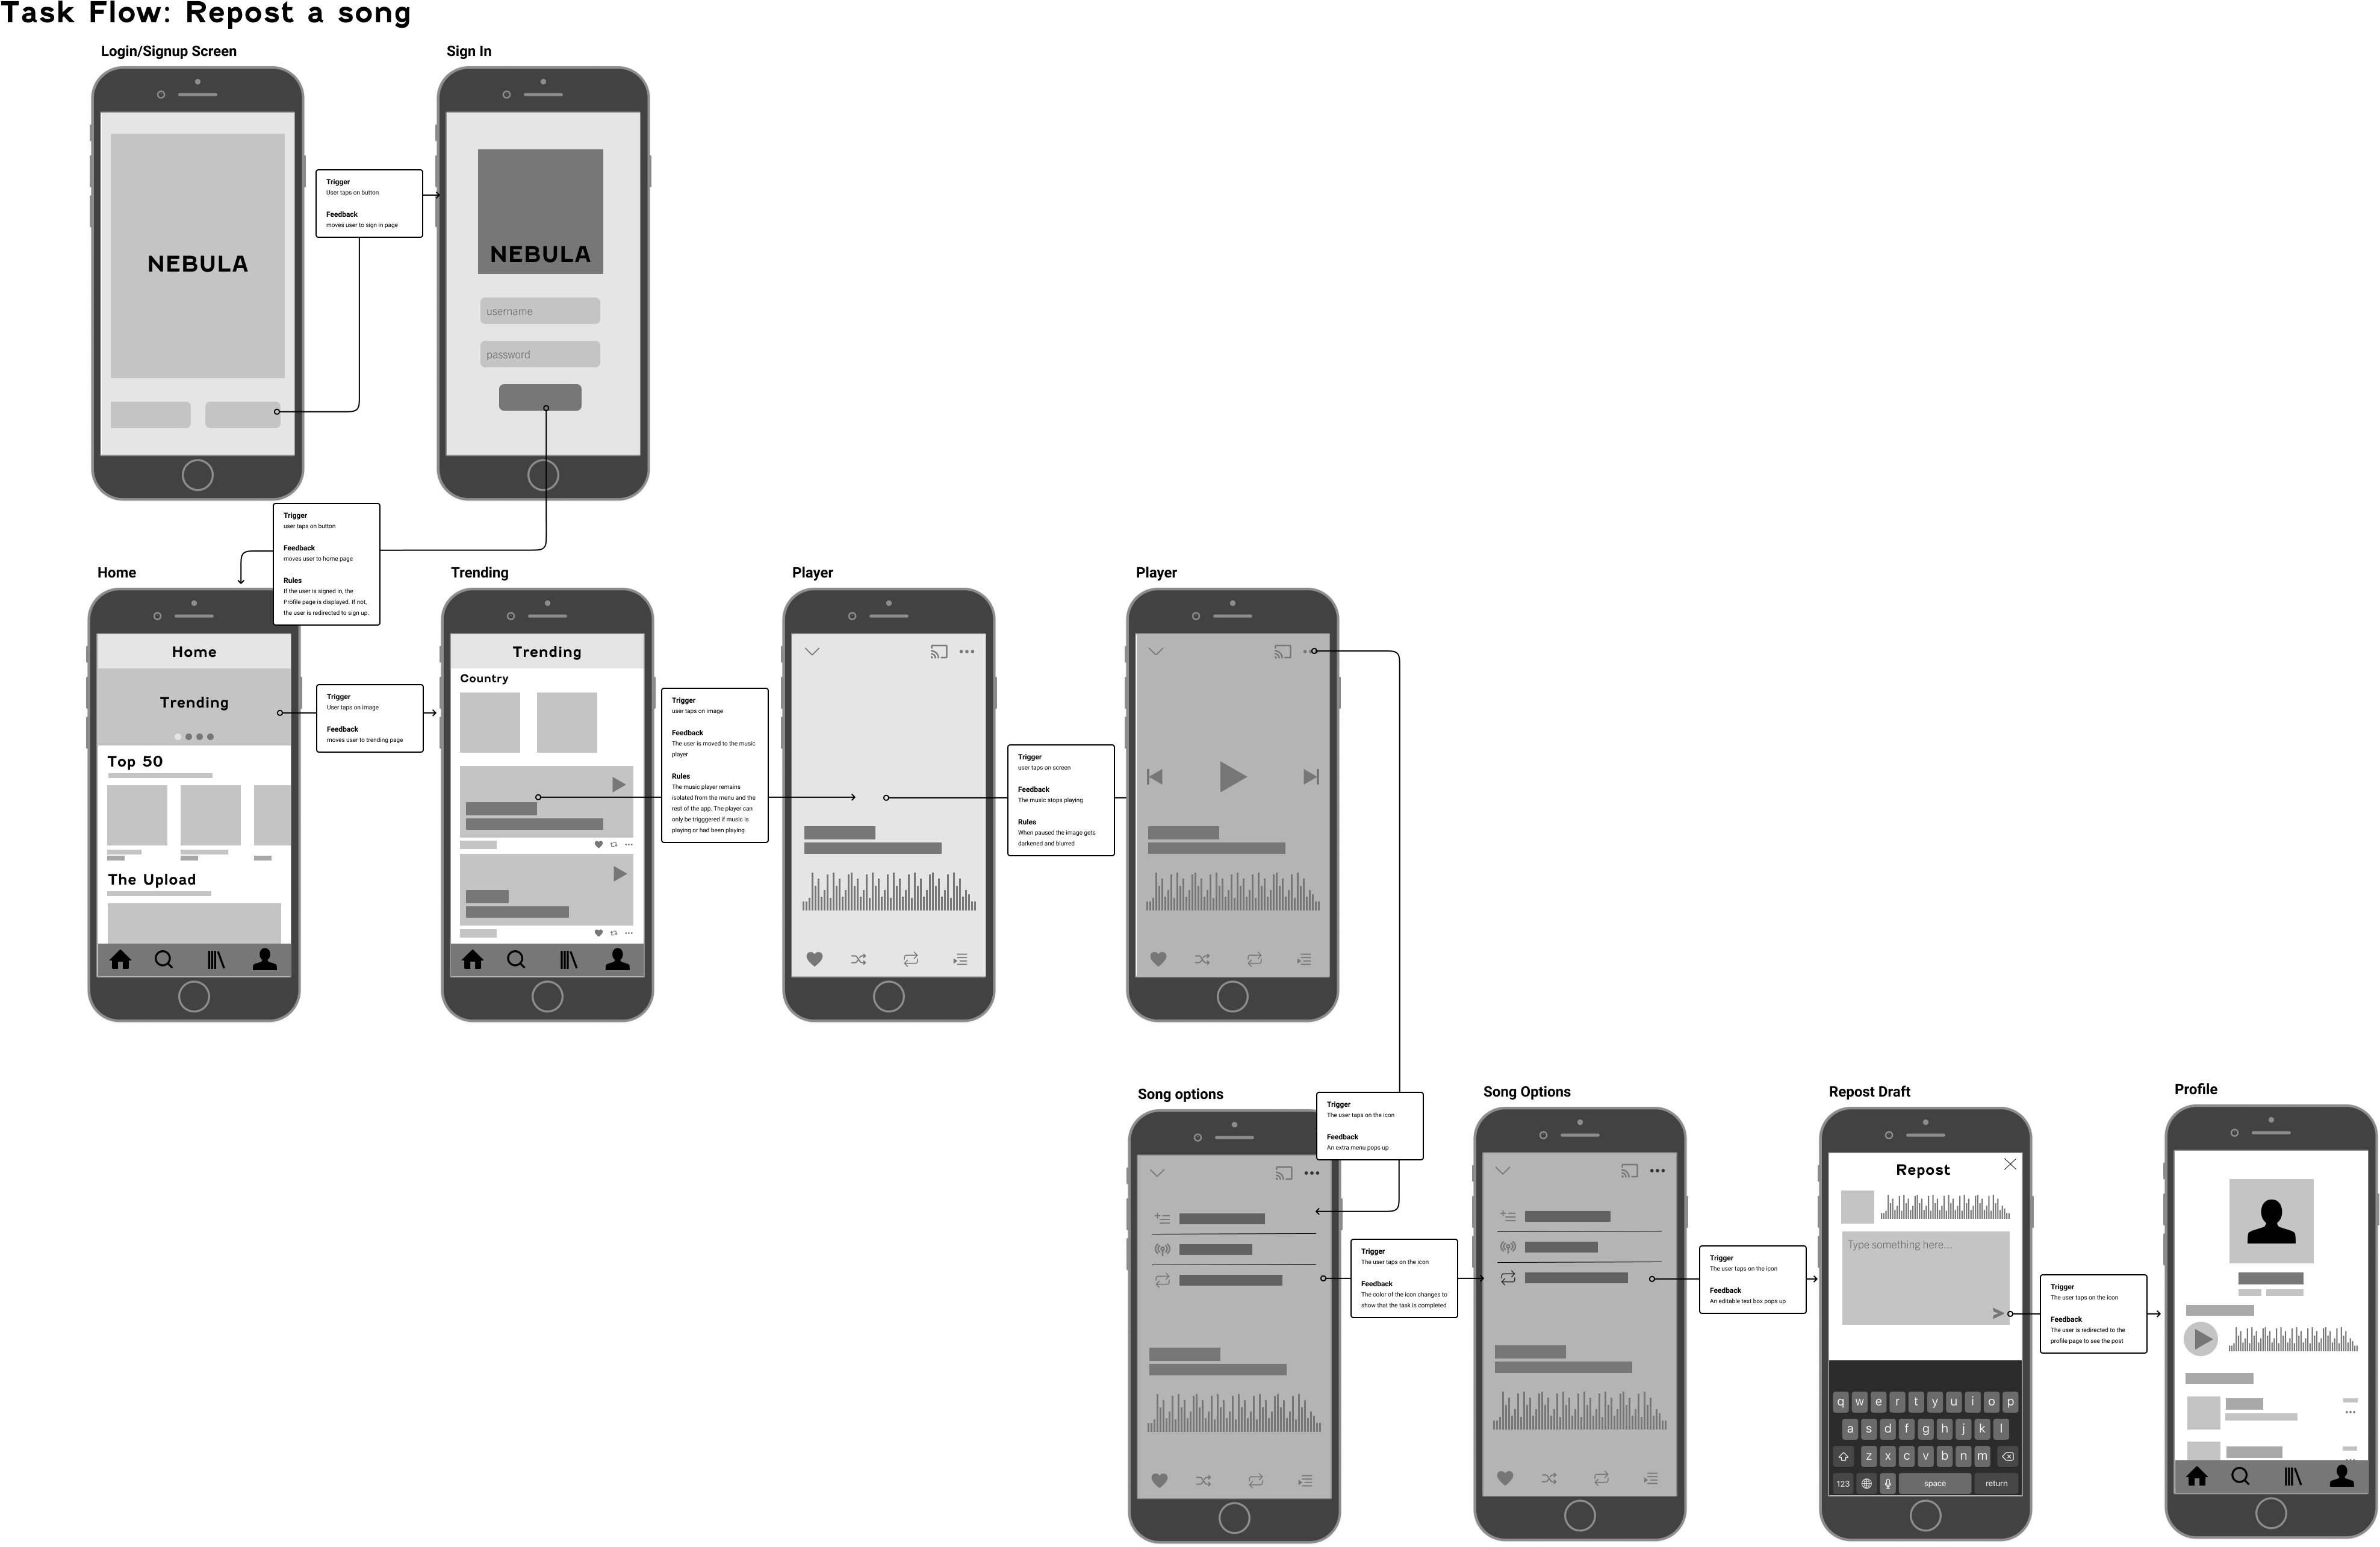 Task Flow: Repost a song
Login/Signup Screen
Sign In
NEBULA
Trigger
User taps on button
Feedback
moves user to sign in page
NEBULA
username
password
Trigger
user taps on button
Feedback
moves user to home page
Rules
If the user is signed in, the
Profile page is displayed. If not,
the user is redirected to sign up.
Home
Trending
Player
Player
Home
Trending
Top 50
The Upload
Trigger
User taps on image
Feedback
moves user to trending page
Trending
Country
Trigger
user taps on image
Feedback
The user is moved to the music
player
Rules
The music player remains
isolated from the menu and the
rest of the app. The player can
only be trigggered if music is
playing or had been playing.
Trigger
user taps on screen
Feedback
The music stops playing
Rules
When paused the image gets
darkened and blurred
Song options
Trigger
The user taps on the icon
Feedback
An extra menu pops up
Song Options
Repost Draft
Profile
Trigger
The user taps on the icon
Feedback
The color of the icon changes to
show that the task is completed
Trigger
The user taps on the icon
Feedback
An editable text box pops up
Repost
Type something here...
q w e r t y u i o p
a s d f g h j k l
z x c v b n m
123 space return
Trigger
The user taps on the icon
Feedback
The user is redirected to the
profile page to see the post